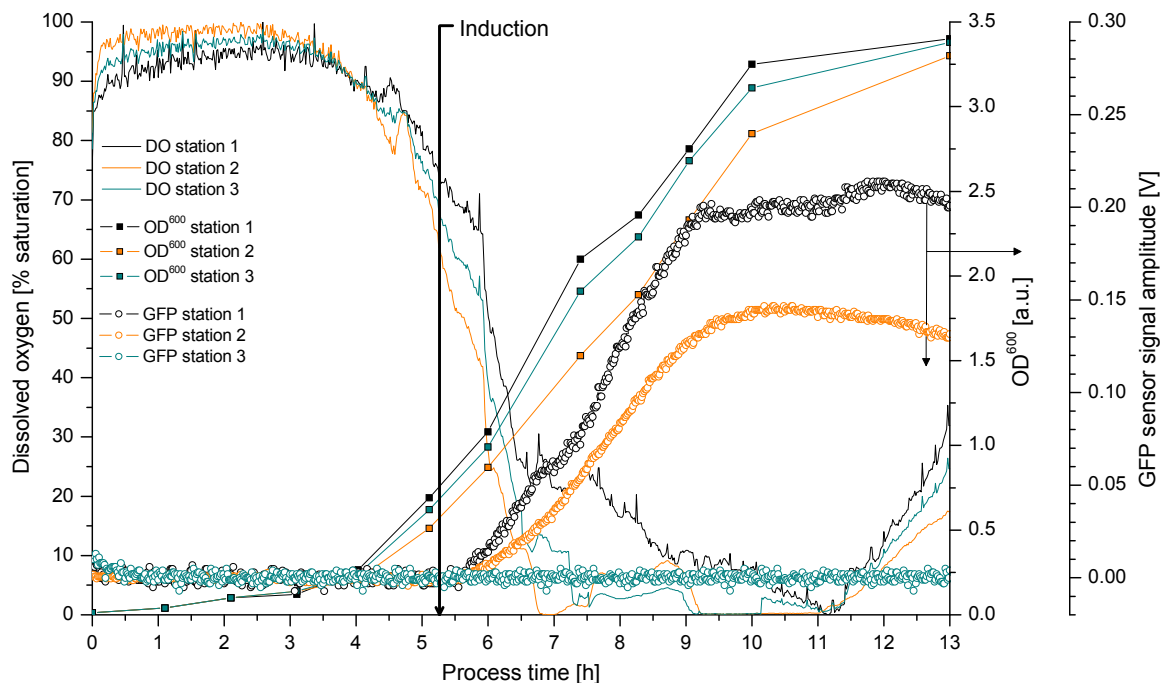 Induction
Dissolved oxygen [% saturation]
100
90
80
70
60
50
40
30
20
10
0
DO station 1
DO station 2
DO station 3
OD⁶⁰⁰ station 1
OD⁶⁰⁰ station 2
OD⁶⁰⁰ station 3
GFP station 1
GFP station 2
GFP station 3
3.5
3.0
2.5
2.0
1.5
1.0
0.5
0.0
OD⁶⁰⁰ [a.u.]
0.30
0.25
0.20
0.15
0.10
0.05
0.00
GFP sensor signal amplitude [V]
0 1 2 3 4 5 6 7 8 9 10 11 12 13
Process time [h]